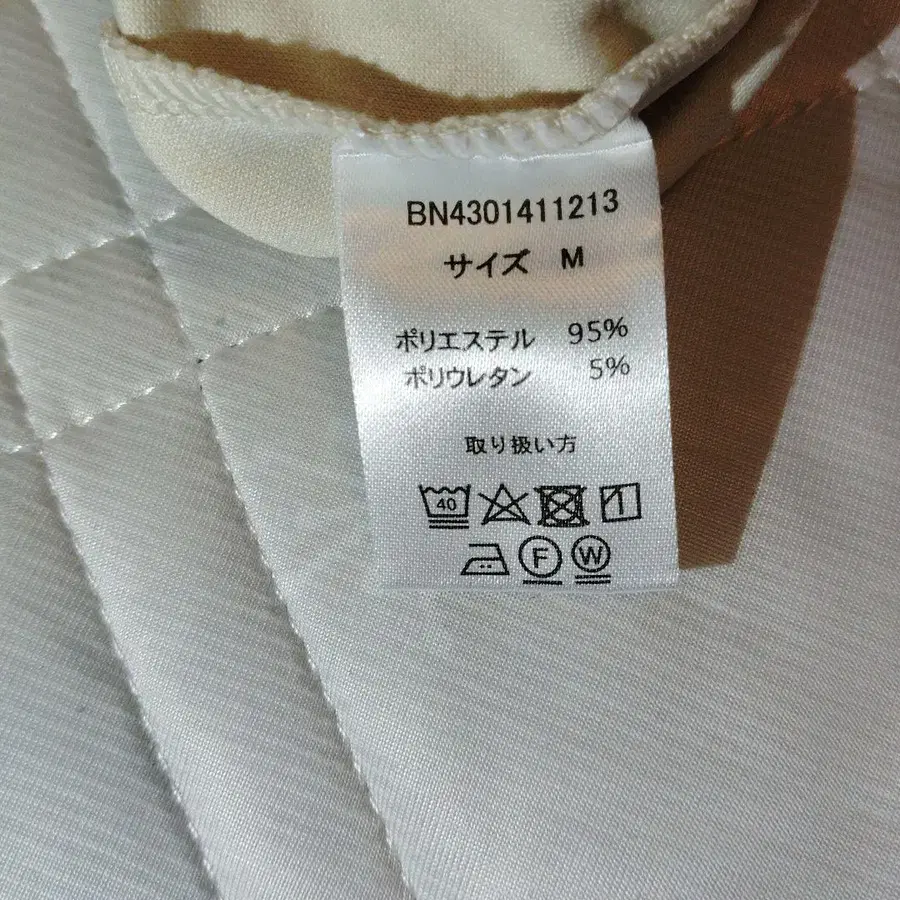 BN4301411213
サイズ M
ポリエステル 95%
ポリウレタン 5%
取り扱い方
40
F W